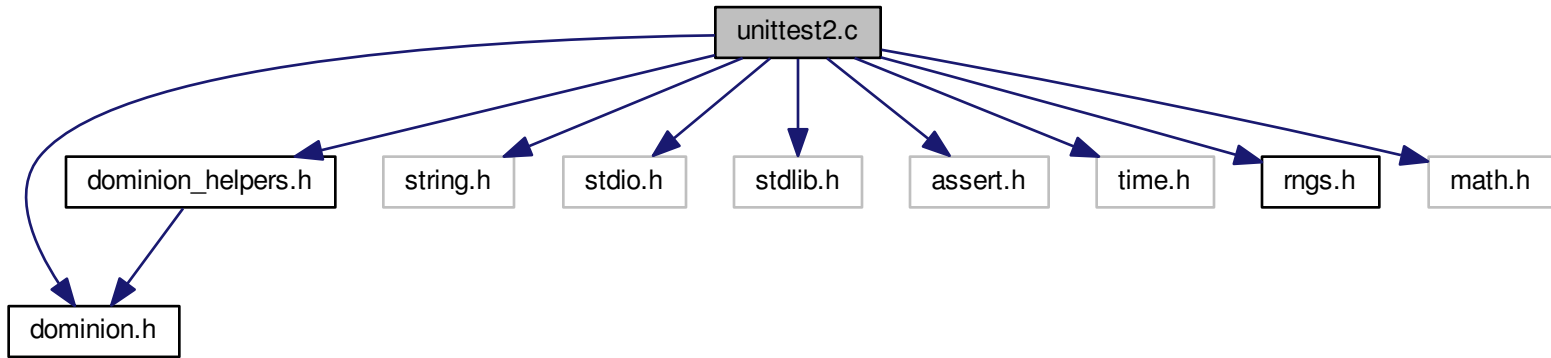 unittest2.c
dominion_helpers.h
string.h
stdio.h
stdlib.h
assert.h
time.h
rngs.h
math.h
dominion.h